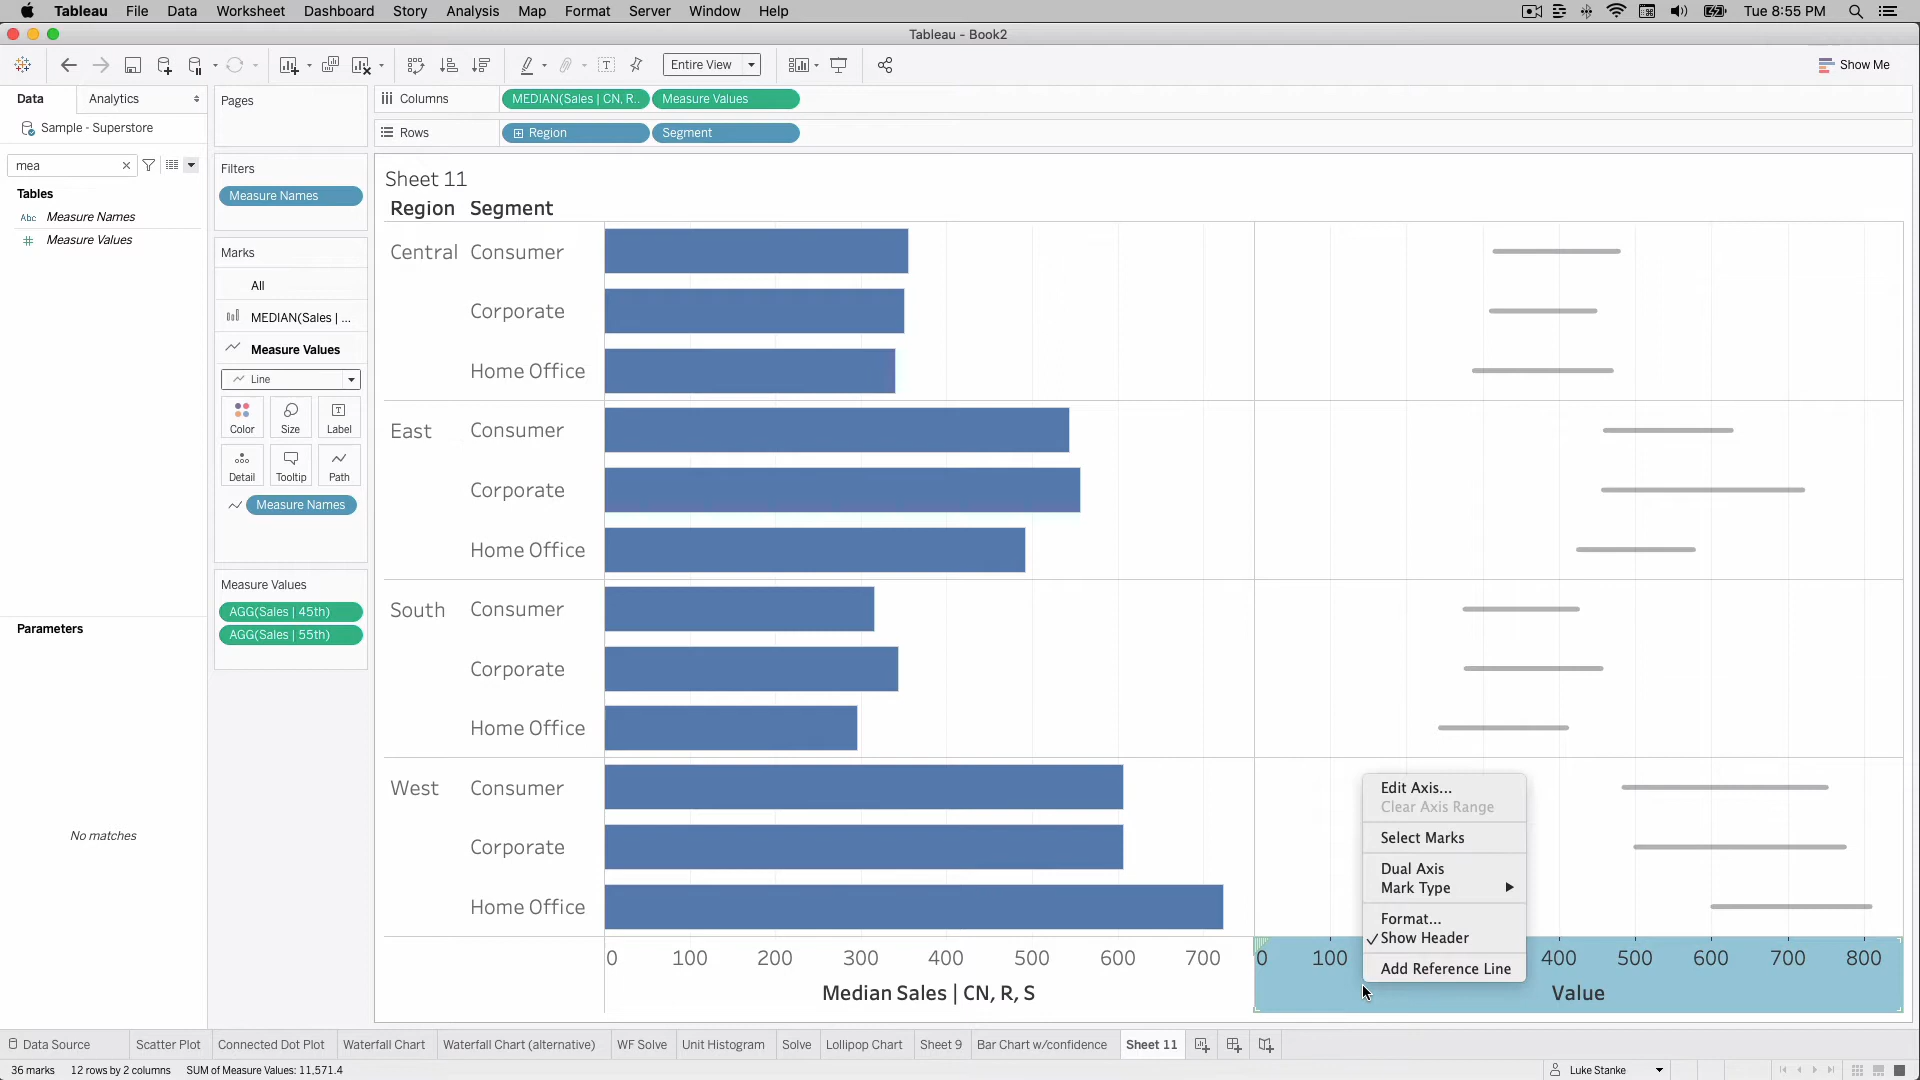 Tableau File Data Worksheet Dashboard Story Analysis Map Format Server Window Help Tue 8:55 PM
Tableau - Book2
Entire View Show Me
Data Analytics Pages Columns MEDIAN(Sales | CN, R.. Measure Values
Sample - Superstore Rows Region Segment
mea Filters
Measure Names
Tables
Measure Names
Measure Values
Marks
All
MEDIAN(Sales | ...
Measure Values
Line
Color Size Label
Detail Tooltip Path
Measure Names
Measure Values
AGG(Sales | 45th)
AGG(Sales | 55th)
Parameters
No matches
Sheet 11
Region Segment
Central Consumer
Corporate
Home Office
East Consumer
Corporate
Home Office
South Consumer
Corporate
Home Office
West Consumer
Corporate
Home Office
0 100 200 300 400 500 600 700 0 100 400 500 600 700 800
Median Sales | CN, R, S Value
Edit Axis...
Clear Axis Range
Select Marks
Dual Axis
Mark Type
Format...
Show Header
Add Reference Line
Data Source Scatter Plot Connected Dot Plot Waterfall Chart Waterfall Chart (alternative) WF Solve Unit Histogram Solve Lollipop Chart Sheet 9 Bar Chart w/confidence Sheet 11
36 marks 12 rows by 2 columns SUM of Measure Values: 11,571.4 Luke Stanke